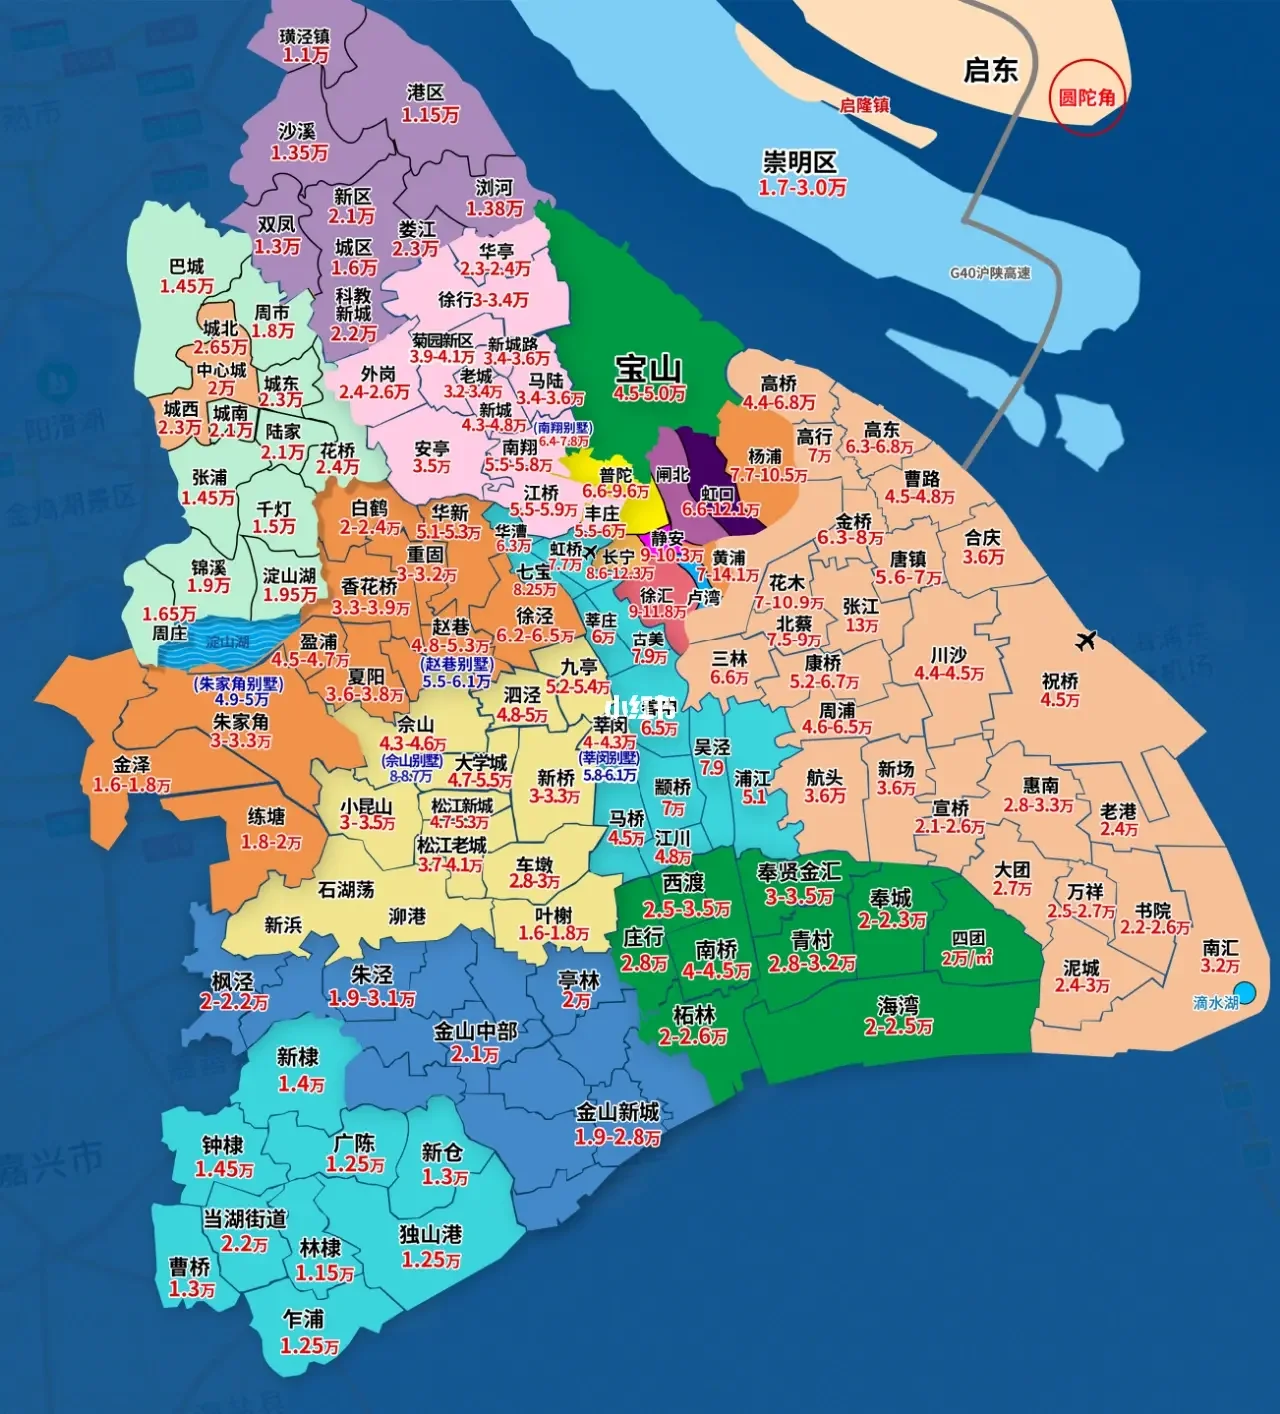 璜泾镇
1.1万
港区
1.15万
沙溪
1.35万
新区
2.1万
浏河
1.38万
双凤
1.3万
城区
1.6万
娄江
2.3万
科教
新城
2.2万
启东
圆陀角
启隆镇
崇明区
1.7-3.0万
G40沪陕高速
巴城
1.45万
周市
1.8万
城北
2.65万
中心城
2万
城东
2.3万
城西
2.3万
城南
2.1万
陆家
2.1万
花桥
2.4万
张浦
1.45万
千灯
1.5万
锦溪
1.9万
淀山湖
1.95万
1.65万
周庄
淀山湖
华亭
2.3-2.4万
徐行3-3.4万
菊园新区
3.9-4.1万
新城路
3.4-3.6万
外岗
2.4-2.6万
老城
3.2-3.4万
马陆
3.4-3.6万
新城
4.3-4.8万
(南翔别墅)
6.4-7.8万
安亭
3.5万
南翔
5.5-5.8万
江桥
5.5-5.9万
宝山
4.5-5.0万
普陀
6.6-9.6万
丰庄
5.5-6万
闸北
虹口
6.6-12.1万
杨浦
7.7-10.5万
静安
9-10.3万
长宁
8.6-12.3万
黄浦
7-14.1万
徐汇
9-11.8万
卢湾
高桥
4.4-6.8万
高行
7万
高东
6.3-6.8万
曹路
4.5-4.8万
金桥
6.3-8万
合庆
3.6万
唐镇
5.6-7万
花木
7-10.9万
张江
13万
北蔡
7.5-9万
三林
6.6万
康桥
5.2-6.7万
川沙
4.4-4.5万
祝桥
4.5万
周浦
4.6-6.5万
航头
3.6万
新场
3.6万
惠南
2.8-3.3万
宣桥
2.1-2.6万
老港
2.4万
大团
2.7万
万祥
2.5-2.7万
书院
2.2-2.6万
泥城
2.4-3万
南汇
3.2万
滴水湖
白鹤
2-2.4万
华新
5.1-5.3万
重固
3-3.2万
香花桥
3.3-3.9万
赵巷
4.8-5.3万
(赵巷别墅)
5.5-6.1万
徐泾
6.2-6.5万
盈浦
4.5-4.7万
夏阳
3.6-3.8万
(朱家角别墅)
4.9-5万
朱家角
3-3.3万
金泽
1.6-1.8万
练塘
1.8-2万
华漕
6.3万
虹桥
7.7万
七宝
8.25万
莘庄
6万
古美
7.9万
6.5万
吴泾
7.9
浦江
5.1
颛桥
7万
马桥
4.5万
江川
4.8万
九亭
5.2-5.4万
泗泾
4.8-5万
佘山
4.3-4.6万
(佘山别墅)
8-8.7万
大学城
4.7-5.5万
莘闵
4-4.3万
(莘闵别墅)
5.8-6.1万
新桥
3-3.3万
小昆山
3-3.5万
松江新城
4.7-5.3万
松江老城
3.7-4.1万
车墩
2.8-3万
石湖荡
新浜
泖港
叶榭
1.6-1.8万
西渡
2.5-3.5万
奉贤金汇
3-3.5万
奉城
2-2.3万
庄行
2.8万
南桥
4-4.5万
青村
2.8-3.2万
四团
2万/㎡
柘林
2-2.6万
海湾
2-2.5万
枫泾
2-2.2万
朱泾
1.9-3.1万
亭林
2万
金山中部
2.1万
金山新城
1.9-2.8万
新棣
1.4万
钟棣
1.45万
广陈
1.25万
新仓
1.3万
当湖街道
2.2万
林棣
1.15万
独山港
1.25万
曹桥
1.3万
乍浦
1.25万
阳澄湖
金鸡湖景区
嘉兴市